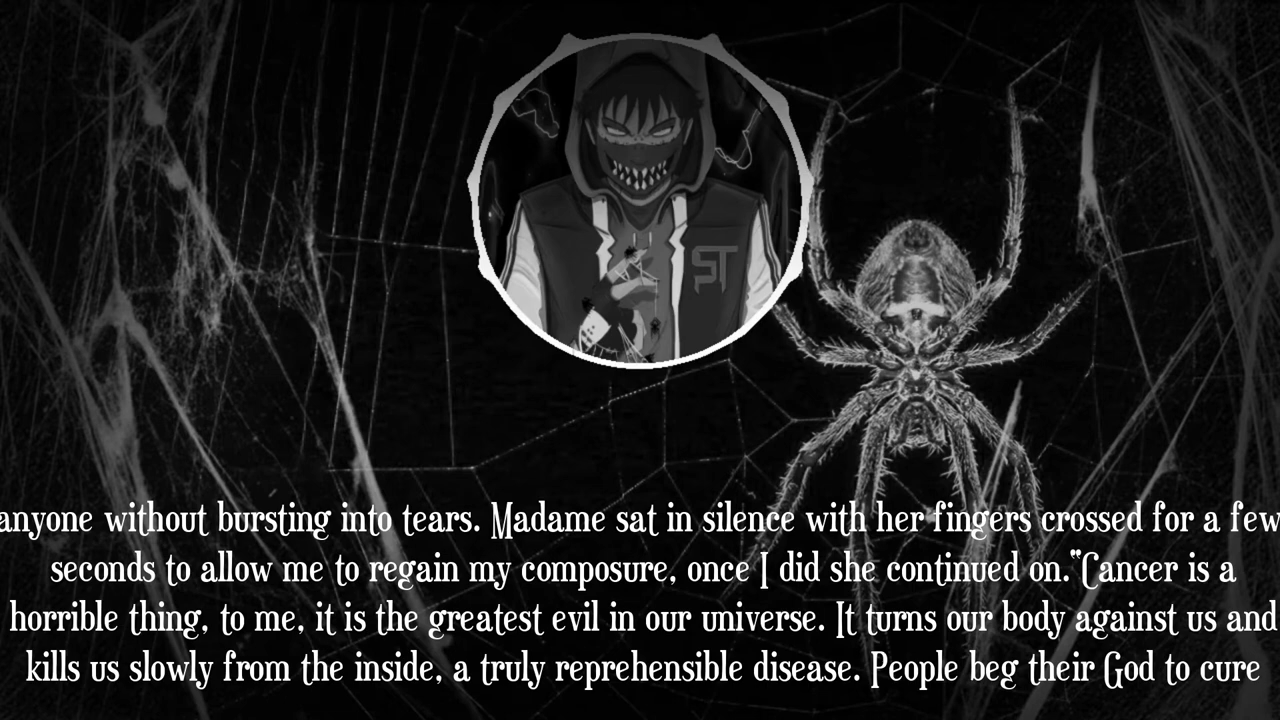 ST
anyone without bursting into tears. Madame sat in silence with her fingers crossed for a few
seconds to allow me to regain my composure, once I did she continued on."Cancer is a
horrible thing, to me, it is the greatest evil in our universe. It turns our body against us and
kills us slowly from the inside, a truly reprehensible disease. People beg their God to cure